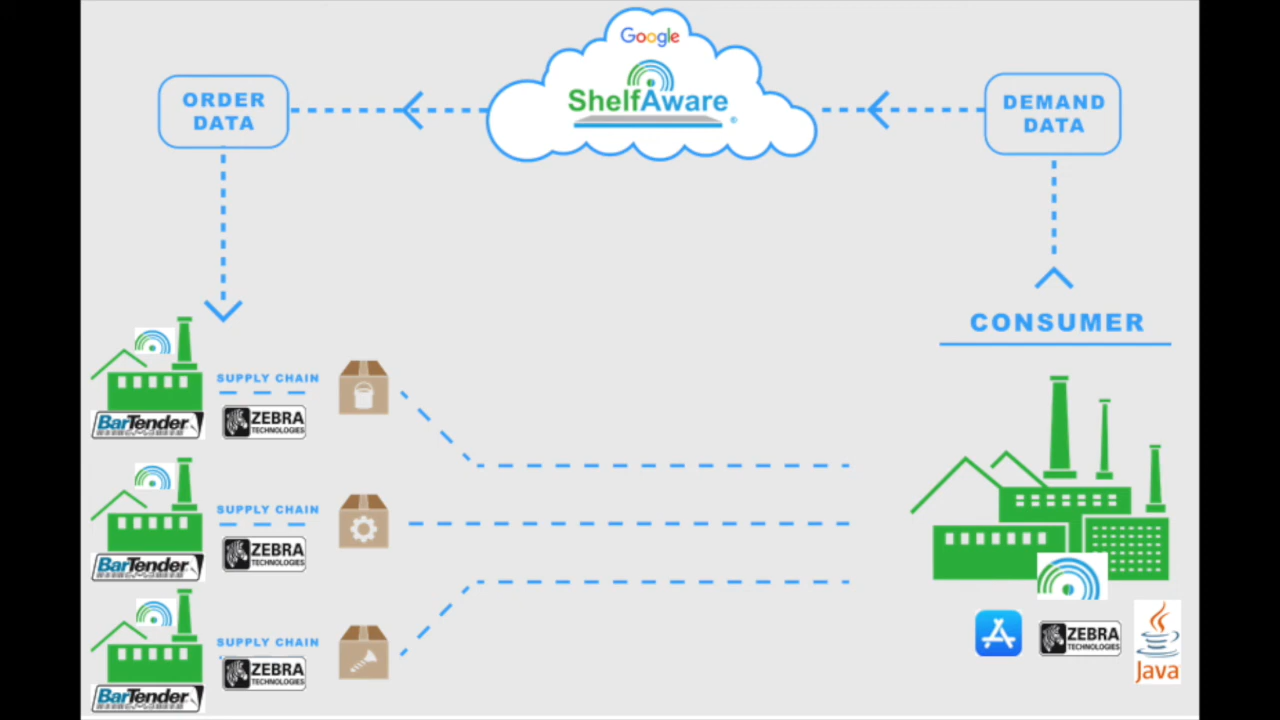 Google
ShelfAware
®
ORDER
DATA
DEMAND
DATA
CONSUMER
SUPPLY CHAIN
BarTender
ZEBRA
TECHNOLOGIES
SUPPLY CHAIN
BarTender
ZEBRA
TECHNOLOGIES
SUPPLY CHAIN
BarTender
ZEBRA
TECHNOLOGIES
ZEBRA
TECHNOLOGIES
Java